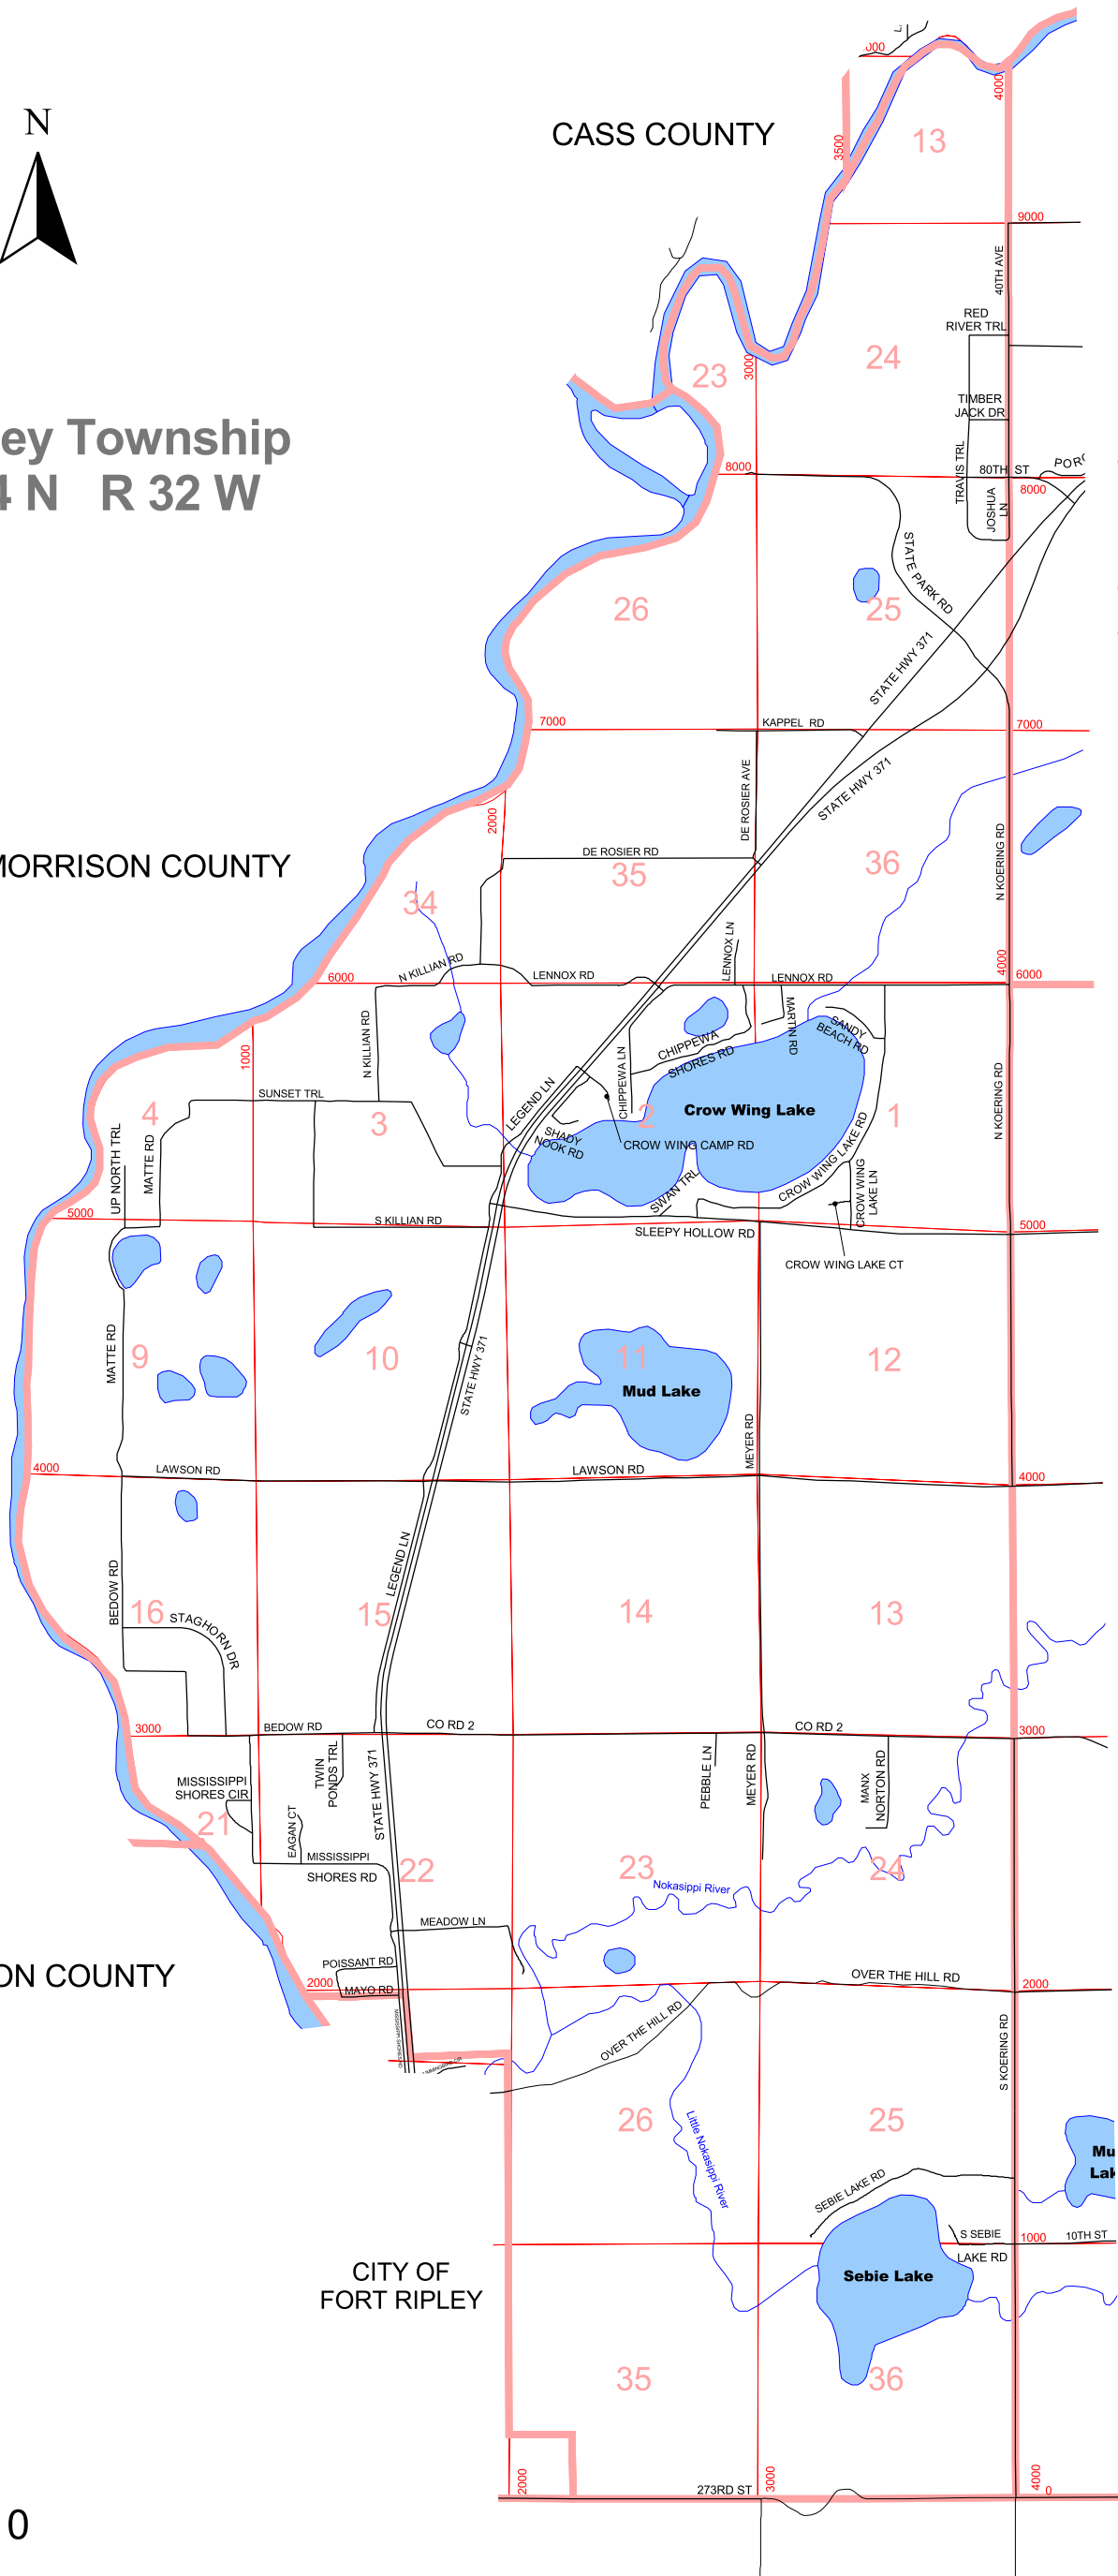 N
CASS COUNTY
3500
4000
13
9000
40TH AVE
RED
RIVER TRL
24
23
3000
TIMBER
JACK DR
ey Township
4 N R 32 W
8000
TRAVIS TRL
80TH ST
8000
JOSHUA
LN
STATE PARK RD
26
25
STATE HWY 371
7000
KAPPEL RD
7000
DE ROSIER AVE
STATE HWY 371
2000
N KOERING RD
MORRISON COUNTY
DE ROSIER RD
35
36
34
LENNOX LN
N KILLIAN RD
6000
LENNOX RD
LENNOX RD
4000
6000
1000
N KILLIAN RD
MARTIN RD
SANDY
BEACH RD
CHIPPEWA
SHORES RD
CHIPPEWA LN
N KOERING RD
SUNSET TRL
LEGEND LN
4
3
2
Crow Wing Lake
1
SHADY
NOOK RD
CROW WING CAMP RD
UP NORTH TRL
MATTE RD
CROW WING LAKE RD
SWAN TRL
CROW WING
LAKE LN
5000
S KILLIAN RD
SLEEPY HOLLOW RD
5000
CROW WING LAKE CT
MATTE RD
9
10
STATE HWY 371
11
Mud Lake
12
MEYER RD
4000
LAWSON RD
LAWSON RD
4000
LEGEND LN
BEDOW RD
16
STAGHORN DR
15
14
13
3000
BEDOW RD
CO RD 2
CO RD 2
3000
TWIN
PONDS TRL
STATE HWY 371
PEBBLE LN
MEYER RD
MANX
NORTON RD
MISSISSIPPI
SHORES CIR
21
EAGAN CT
MISSISSIPPI
SHORES RD
22
23
24
Nokasippi River
MEADOW LN
POISSANT RD
ON COUNTY
2000
MAYO RD
OVER THE HILL RD
2000
MISSISSIPPI SHORES RD
OVER THE HILL RD
S KOERING RD
26
25
Little Nokasippi River
Mu
Lak
SEBIE LAKE RD
S SEBIE
LAKE RD
1000
10TH ST
CITY OF
FORT RIPLEY
Sebie Lake
35
36
2000
3000
4000
0
273RD ST
0